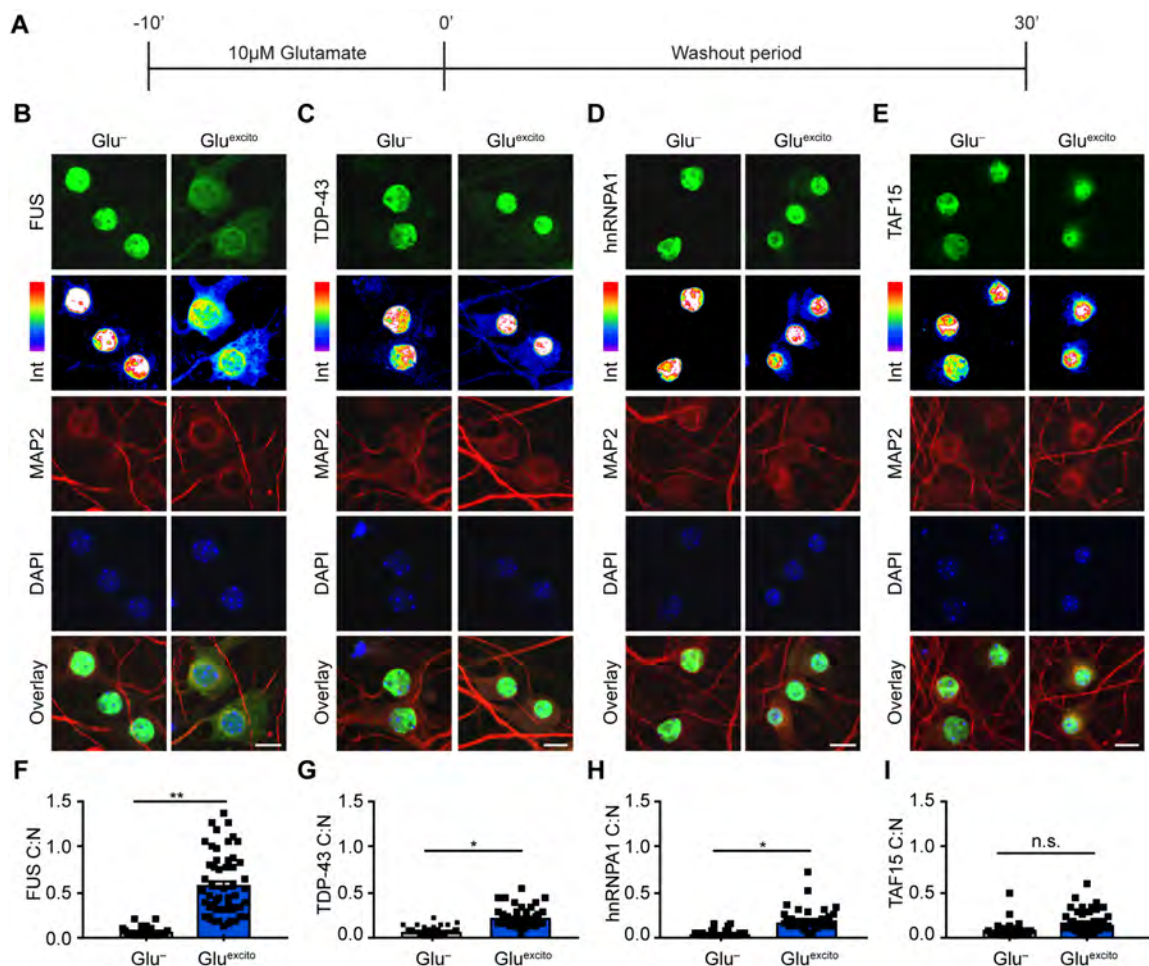 A
-10’ 0’ 30’
10µM Glutamate Washout period
B C D E
Glu⁻ Gluᵉˣᶜⁱᵗᵒ Glu⁻ Gluᵉˣᶜⁱᵗᵒ Glu⁻ Gluᵉˣᶜⁱᵗᵒ Glu⁻ Gluᵉˣᶜⁱᵗᵒ
FUS TDP-43 hnRNPA1 TAF15
Int Int Int Int
MAP2 MAP2 MAP2 MAP2
DAPI DAPI DAPI DAPI
Overlay Overlay Overlay Overlay
F G H I
FUS C:N
1.5
1.0
0.5
0.0
**
Glu⁻ Gluᵉˣᶜⁱᵗᵒ
TDP-43 C:N
1.5
1.0
0.5
0.0
*
Glu⁻ Gluᵉˣᶜⁱᵗᵒ
hnRNPA1 C:N
1.5
1.0
0.5
0.0
*
Glu⁻ Gluᵉˣᶜⁱᵗᵒ
TAF15 C:N
1.5
1.0
0.5
0.0
n.s.
Glu⁻ Gluᵉˣᶜⁱᵗᵒ